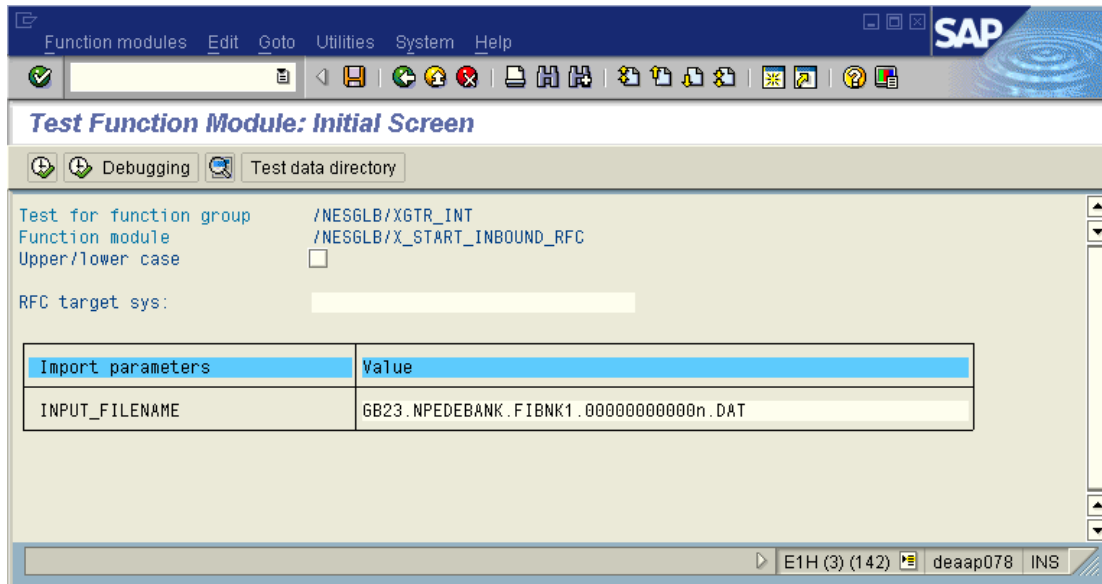 Function modules Edit Goto Utilities System Help
SAP
Test Function Module: Initial Screen
Debugging Test data directory
Test for function group /NESGLB/XGTR_INT
Function module /NESGLB/X_START_INBOUND_RFC
Upper/lower case
RFC target sys:
Import parameters Value
INPUT_FILENAME GB23.NPEDEBANK.FIBNK1.00000000000n.DAT
E1H (3) (142) deaap078 INS